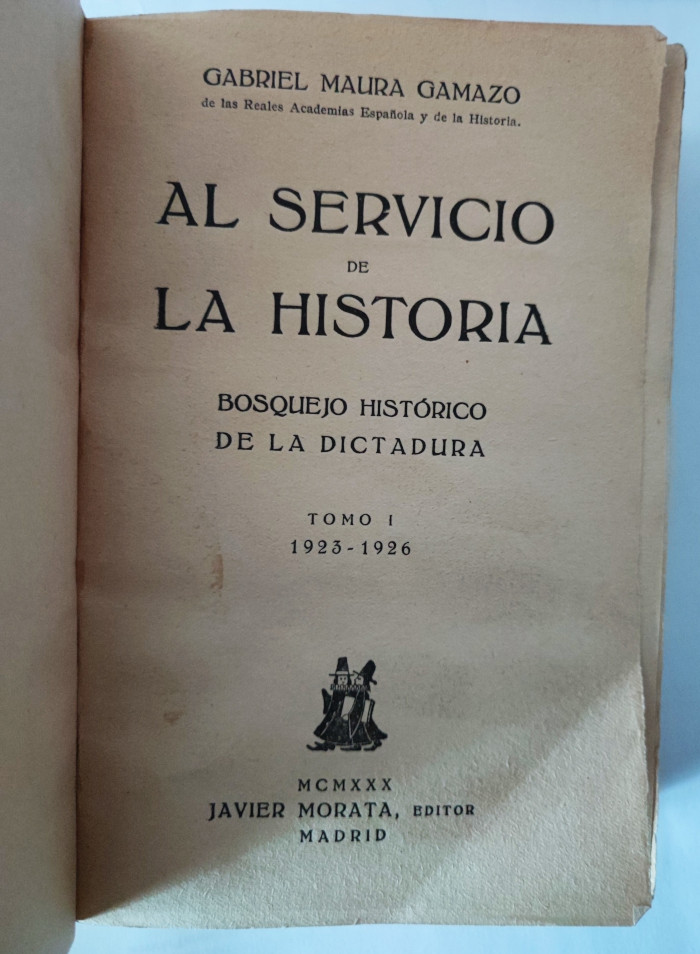 GABRIEL MAURA GAMAZO
de las Reales Academias Española y de la Historia.
AL SERVICIO
DE
LA HISTORIA
BOSQUEJO HISTÓRICO
DE LA DICTADURA
TOMO I
1923-1926
MCMXXX
JAVIER MORATA, EDITOR
MADRID